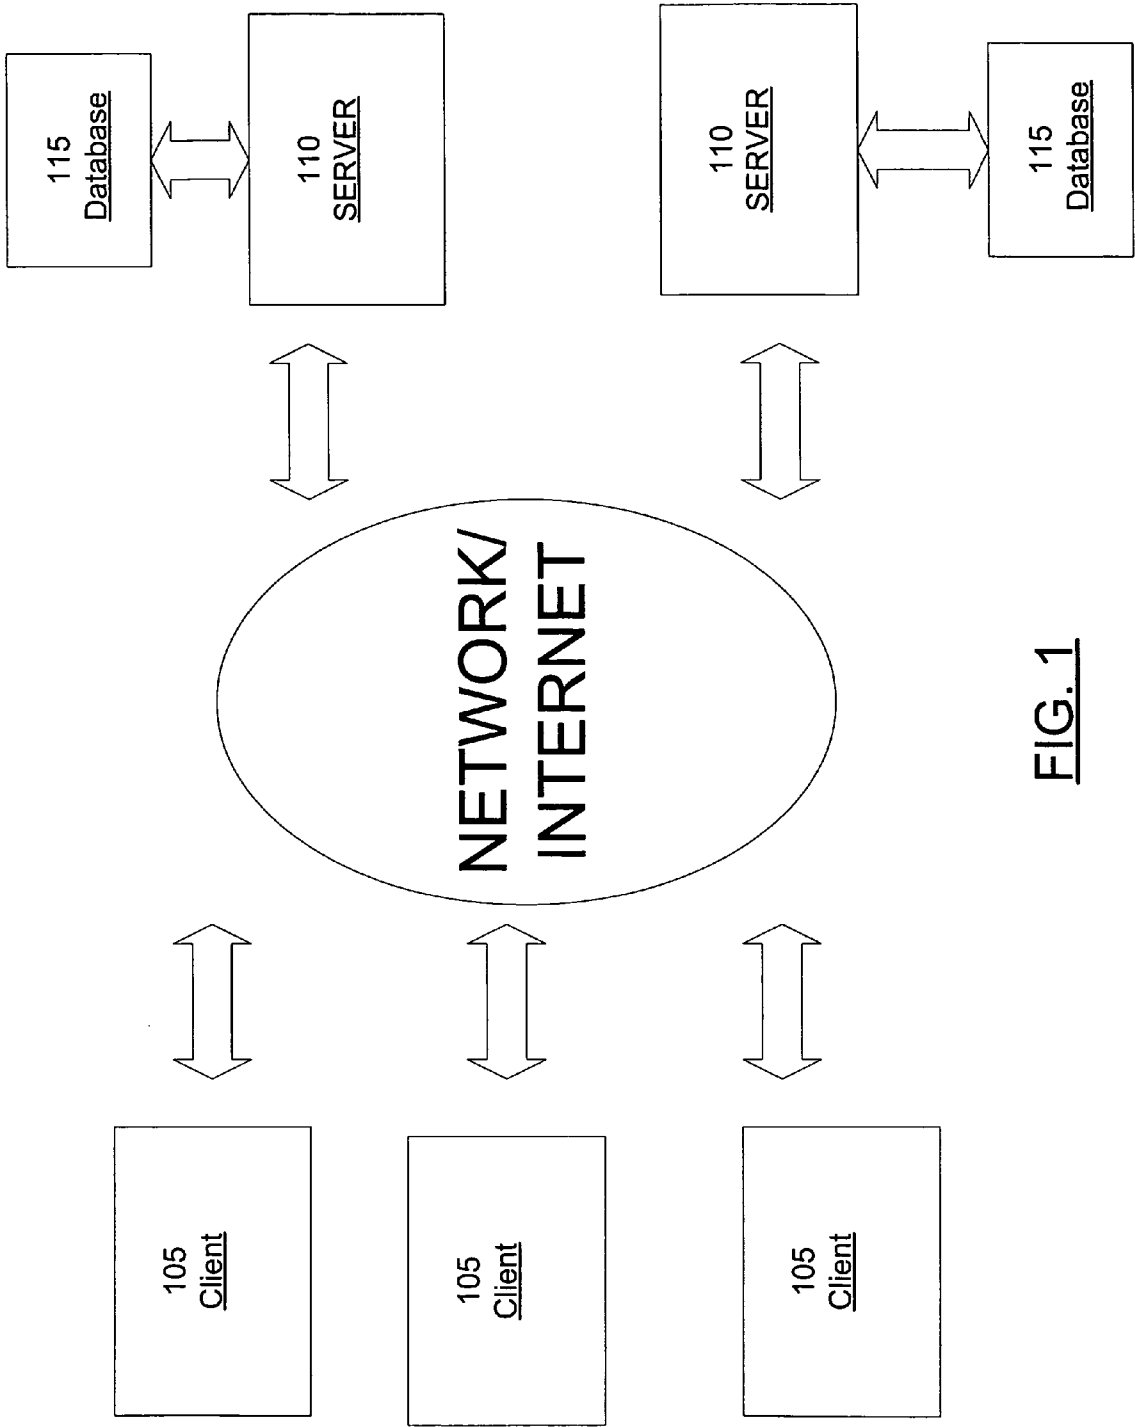 115
Database
110
SERVER
110
SERVER
115
Database
NETWORK/
INTERNET
105
Client
105
Client
105
Client
FIG. 1